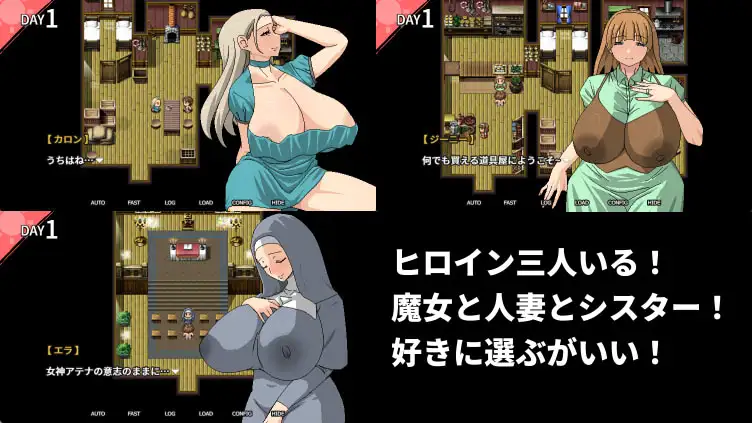 DAY1
【カロン】
うちはね…
AUTO FAST LOG LOAD CONFIG HIDE
DAY1
【ジーニー】
何でも買える道具屋にようこそ~
AUTO FAST LOG LOAD CONFIG HIDE
DAY1
【エラ】
女神アテナの意志のままに…
AUTO FAST LOG LOAD CONFIG HIDE
ヒロイン三人いる！
魔女と人妻とシスター！
好きに選ぶがいい！